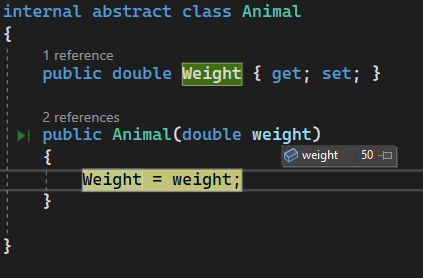 internal abstract class Animal
{
1 reference
public double Weight { get; set; }
2 references
public Animal(double weight)
{
weight 50
Weight = weight;
}
}